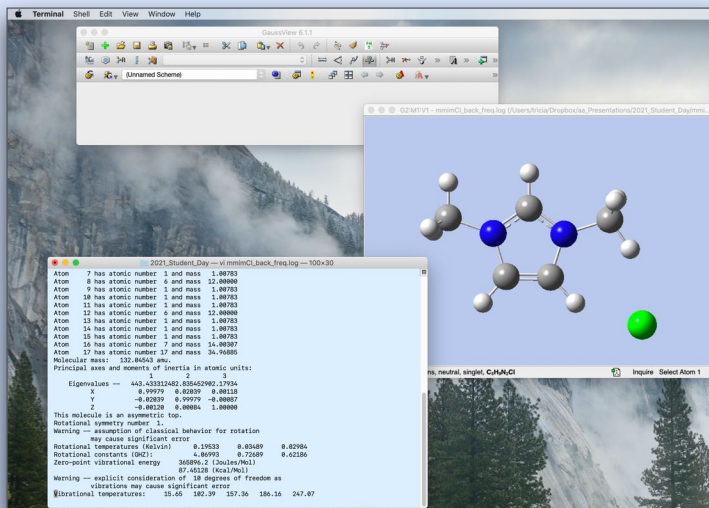 Terminal Shell Edit View Window Help
GaussView 6.1.1
(Unnamed Scheme)
G2:M1:V1 - mmimCl_back_freq.log (/Users/tricia/Dropbox/aa_Presentations/2021_Student_Day/mmi...
2021_Student_Day — vi mmimCl_back_freq.log — 100×30
Atom 7 has atomic number 1 and mass 1.00783
Atom 8 has atomic number 6 and mass 12.00000
Atom 9 has atomic number 1 and mass 1.00783
Atom 10 has atomic number 1 and mass 1.00783
Atom 11 has atomic number 1 and mass 1.00783
Atom 12 has atomic number 6 and mass 12.00000
Atom 13 has atomic number 1 and mass 1.00783
Atom 14 has atomic number 1 and mass 1.00783
Atom 15 has atomic number 1 and mass 1.00783
Atom 16 has atomic number 7 and mass 14.00307
Atom 17 has atomic number 17 and mass 34.96885
Molecular mass: 132.04543 amu.
Principal axes and moments of inertia in atomic units:
1 2 3
Eigenvalues -- 443.433312482.835452902.17934
X 0.99979 0.02039 0.00118
Y -0.02039 0.99979 -0.00087
Z -0.00120 0.00084 1.00000
This molecule is an asymmetric top.
Rotational symmetry number 1.
Warning -- assumption of classical behavior for rotation
may cause significant error
Rotational temperatures (Kelvin) 0.19533 0.03489 0.02984
Rotational constants (GHZ): 4.06993 0.72689 0.62186
Zero-point vibrational energy 365896.2 (Joules/Mol)
87.45128 (Kcal/Mol)
Warning -- explicit consideration of 10 degrees of freedom as
vibrations may cause significant error
Vibrational temperatures: 15.65 102.39 157.36 186.16 247.07
ns, neutral, singlet, C₅H₉N₂Cl
Inquire Select Atom 1